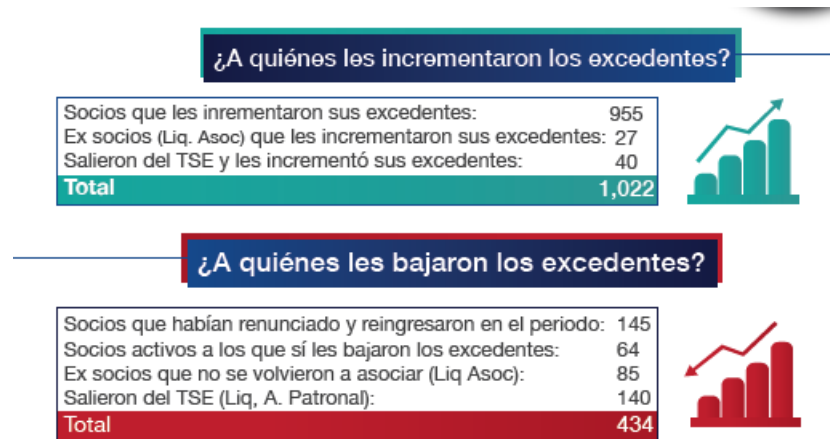 ¿A quiénes les incrementaron los excedentes?
Socios que les inrementaron sus excedentes: 955
Ex socios (Liq. Asoc) que les incrementaron sus excedentes: 27
Salieron del TSE y les incrementó sus excedentes: 40
Total 1,022
¿A quiénes les bajaron los excedentes?
Socios que habían renunciado y reingresaron en el periodo: 145
Socios activos a los que sí les bajaron los excedentes: 64
Ex socios que no se volvieron a asociar (Liq Asoc): 85
Salieron del TSE (Liq, A. Patronal): 140
Total 434